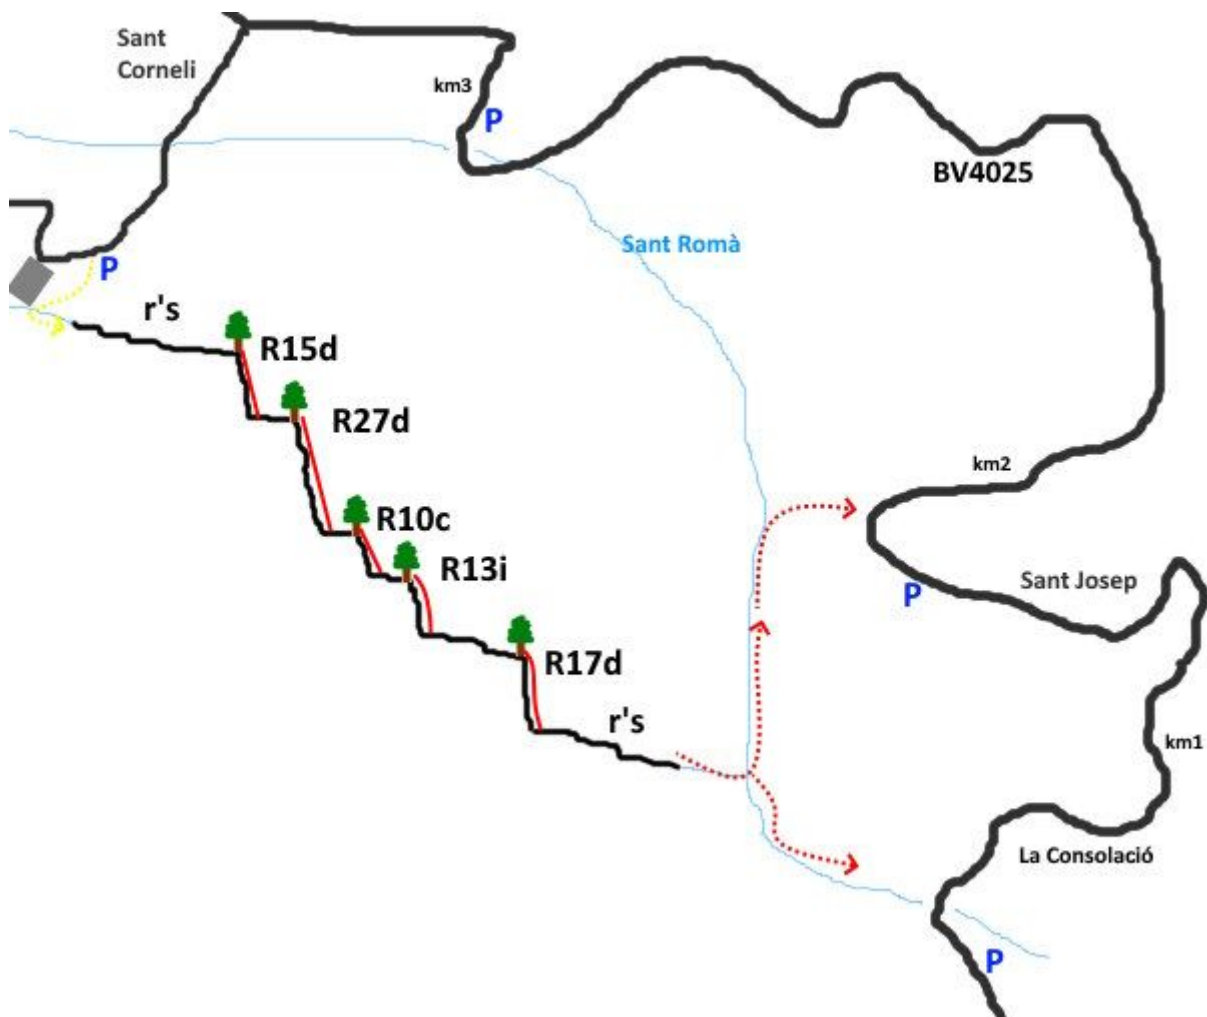 Sant
Corneli
km3
P
BV4025
Sant Romà
P
r's
R15d
R27d
km2
R10c
R13i
Sant Josep
P
R17d
r's
km1
La Consolació
P